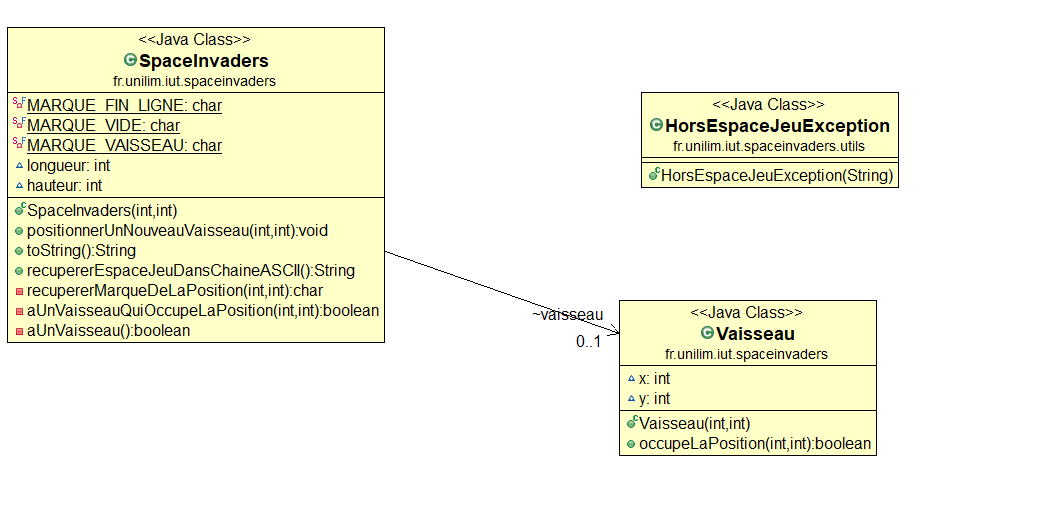 <<Java Class>>
SpaceInvaders
fr.unilim.iut.spaceinvaders
MARQUE_FIN_LIGNE: char
MARQUE_VIDE: char
MARQUE_VAISSEAU: char
longueur: int
hauteur: int
SpaceInvaders(int,int)
positionnerUnNouveauVaisseau(int,int):void
toString():String
recupererEspaceJeuDansChaineASCII():String
recupererMarqueDeLaPosition(int,int):char
aUnVaisseauQuiOccupeLaPosition(int,int):boolean
aUnVaisseau():boolean
<<Java Class>>
HorsEspaceJeuException
fr.unilim.iut.spaceinvaders.utils
HorsEspaceJeuException(String)
~vaisseau
0..1
<<Java Class>>
Vaisseau
fr.unilim.iut.spaceinvaders
x: int
y: int
Vaisseau(int,int)
occupeLaPosition(int,int):boolean